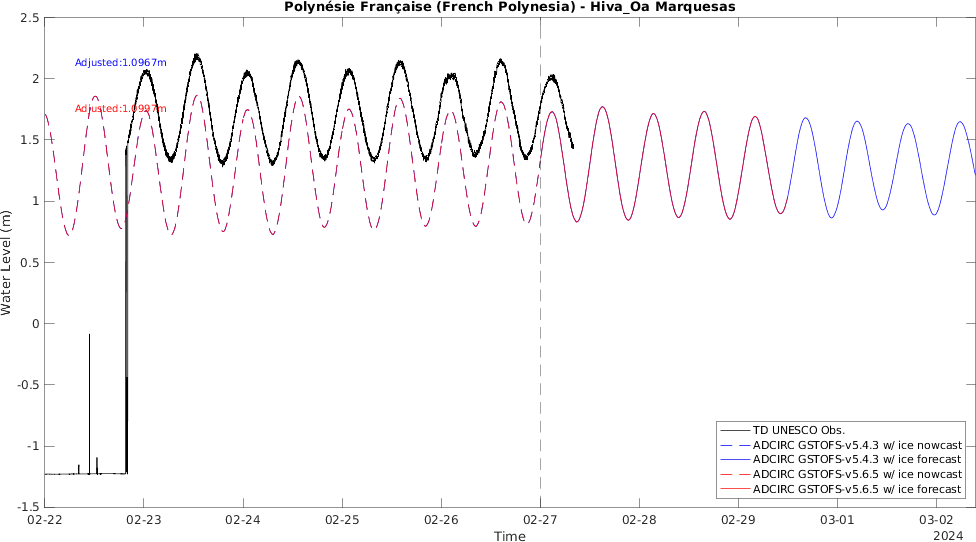 Polynésie Française (French Polynesia) - Hiva_Oa Marquesas
Adjusted:1.0967m
Adjusted:1.0997m
Water Level (m)
2.5
2
1.5
1
0.5
0
-0.5
-1
-1.5
02-22
02-23
02-24
02-25
02-26
02-27
02-28
02-29
03-01
03-02
2024
Time
TD UNESCO Obs.
ADCIRC GSTOFS-v5.4.3 w/ ice nowcast
ADCIRC GSTOFS-v5.4.3 w/ ice forecast
ADCIRC GSTOFS-v5.6.5 w/ ice nowcast
ADCIRC GSTOFS-v5.6.5 w/ ice forecast